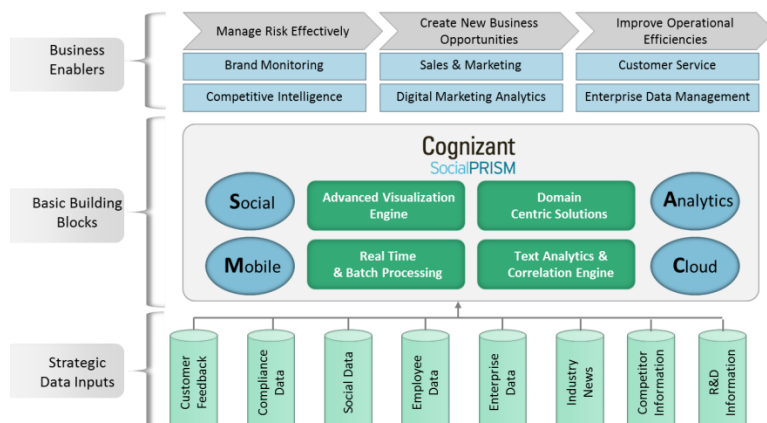 Business
Enablers
Manage Risk Effectively
Create New Business
Opportunities
Improve Operational
Efficiencies
Brand Monitoring
Sales & Marketing
Customer Service
Competitive Intelligence
Digital Marketing Analytics
Enterprise Data Management
Basic Building
Blocks
Cognizant
SocialPRISM
Social
Advanced Visualization
Engine
Domain
Centric Solutions
Analytics
Mobile
Real Time
& Batch Processing
Text Analytics &
Correlation Engine
Cloud
Strategic
Data Inputs
Customer
Feedback
Compliance
Data
Social Data
Employee
Data
Enterprise
Data
Industry
News
Competitor
Information
R&D
Information